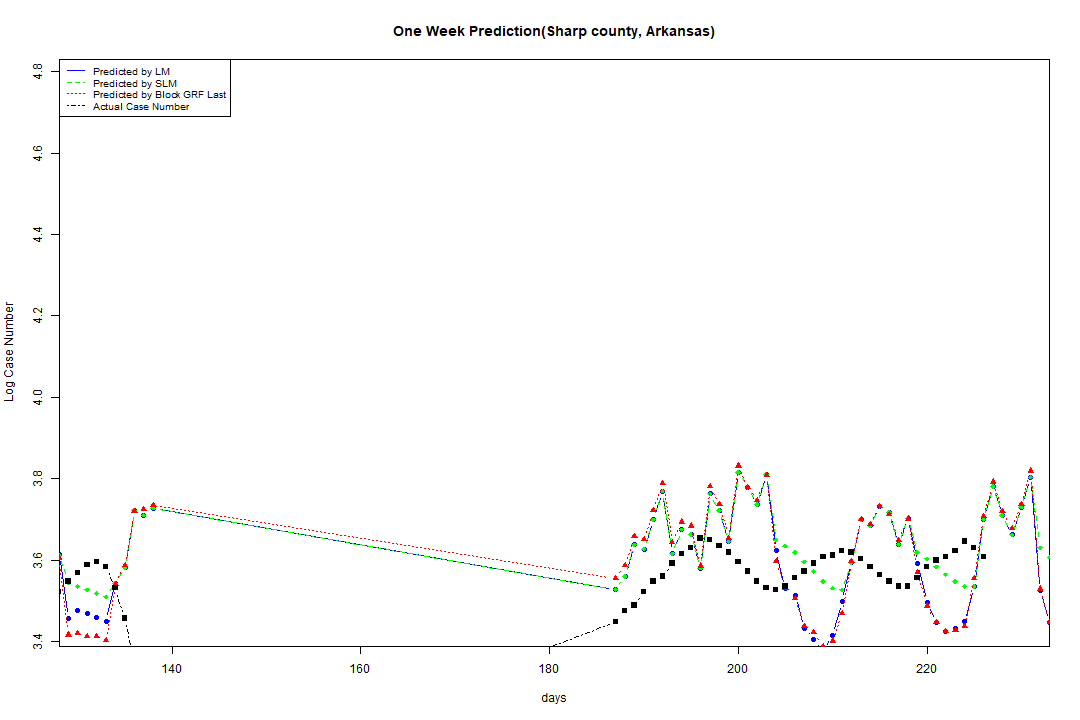 One Week Prediction(Sharp county, Arkansas)
Predicted by LM
Predicted by SLM
Predicted by Block GRF Last
Actual Case Number
4.8
4.6
4.4
4.2
4.0
3.8
3.6
3.4
Log Case Number
140 160 180 200 220
days